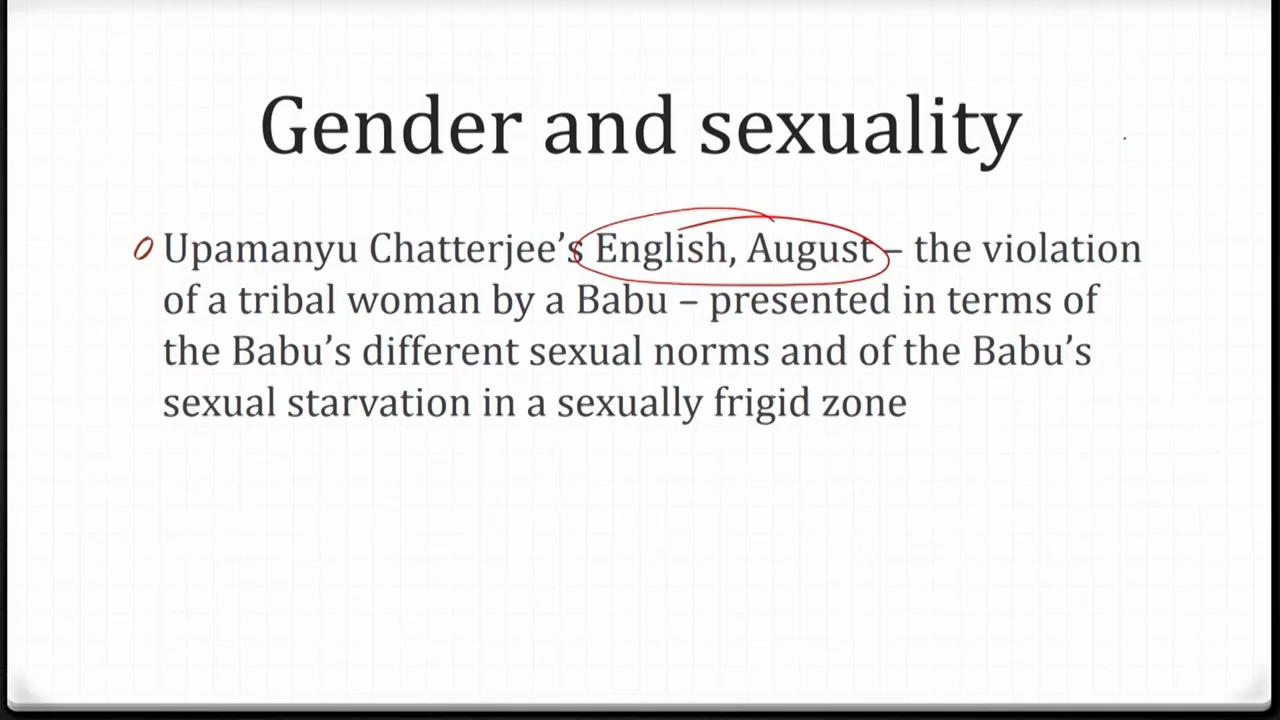 Gender and sexuality
Upamanyu Chatterjee’s English, August – the violation
of a tribal woman by a Babu – presented in terms of
the Babu’s different sexual norms and of the Babu’s
sexual starvation in a sexually frigid zone